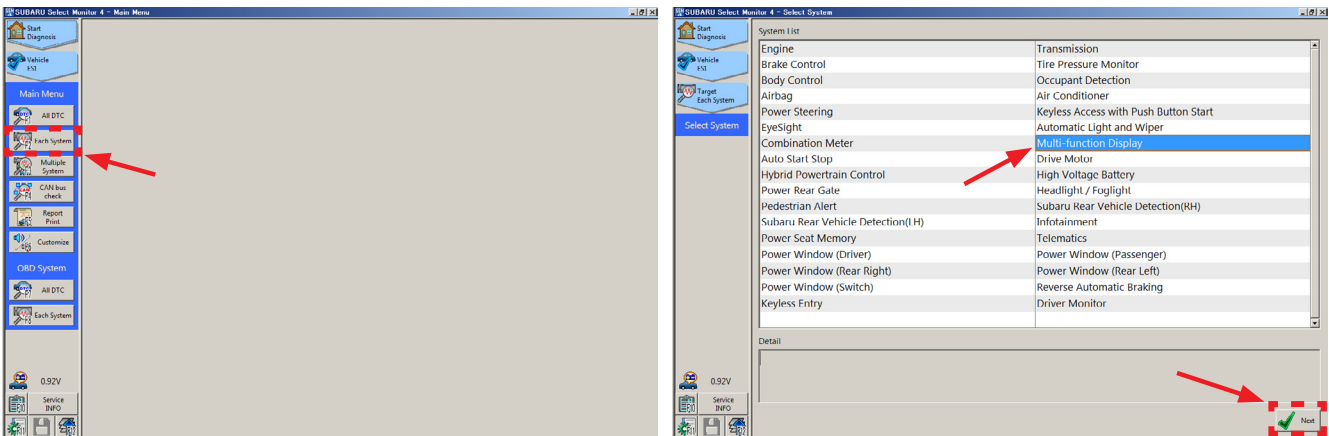 SUBARU Select Monitor 4 - Main Menu
Start
Diagnosis
Vehicle
ESI
Main Menu
All DTC
Each System
Multiple
System
CAN bus
check
Report
Print
Customize
OBD System
All DTC
Each System
0.92V
Service
INFO
SUBARU Select Monitor 4 - Select System
Start
Diagnosis
Vehicle
ESI
Target
Each System
Select System
0.92V
Service
INFO
System List
Engine Transmission
Brake Control Tire Pressure Monitor
Body Control Occupant Detection
Airbag Air Conditioner
Power Steering Keyless Access with Push Button Start
EyeSight Automatic Light and Wiper
Combination Meter Multi-function Display
Auto Start Stop Drive Motor
Hybrid Powertrain Control High Voltage Battery
Power Rear Gate Headlight / Foglight
Pedestrian Alert Subaru Rear Vehicle Detection(RH)
Subaru Rear Vehicle Detection(LH) Infotainment
Power Seat Memory Telematics
Power Window (Driver) Power Window (Passenger)
Power Window (Rear Right) Power Window (Rear Left)
Power Window (Switch) Reverse Automatic Braking
Keyless Entry Driver Monitor
Detail
Next